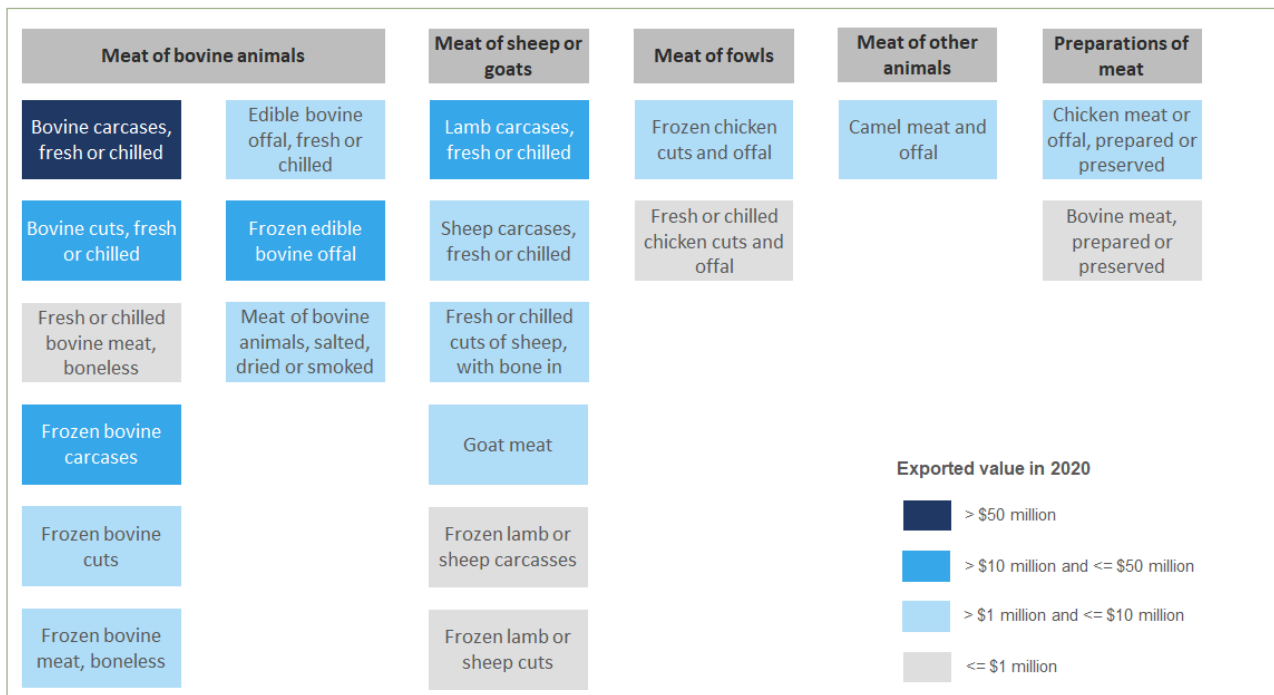 Meat of bovine animals
Meat of sheep or
goats
Meat of fowls
Meat of other
animals
Preparations of
meat
Bovine carcases,
fresh or chilled
Edible bovine
offal, fresh or
chilled
Lamb carcases,
fresh or chilled
Frozen chicken
cuts and offal
Camel meat and
offal
Chicken meat or
offal, prepared or
preserved
Bovine cuts, fresh
or chilled
Frozen edible
bovine offal
Sheep carcases,
fresh or chilled
Fresh or chilled
chicken cuts and
offal
Bovine meat,
prepared or
preserved
Fresh or chilled
bovine meat,
boneless
Meat of bovine
animals, salted,
dried or smoked
Fresh or chilled
cuts of sheep,
with bone in
Frozen bovine
carcases
Goat meat
Frozen bovine
cuts
Frozen lamb or
sheep carcasses
Frozen bovine
meat, boneless
Frozen lamb or
sheep cuts
Exported value in 2020
> $50 million
> $10 million and <= $50 million
> $1 million and <= $10 million
<= $1 million